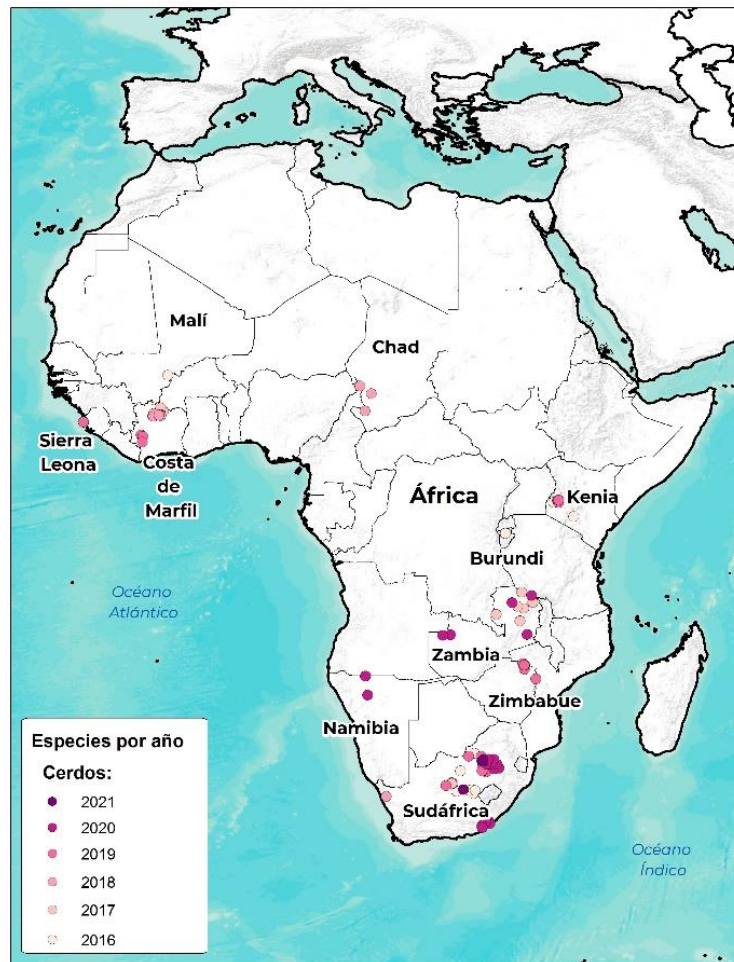 Malí
Chad
Sierra
Leona
Costa
de
Marfil
África
Kenia
Burundi
Océano
Atlántico
Zambia
Zimbabue
Namibia
Sudáfrica
Océano
Índico
Especies por año
Cerdos:
2021
2020
2019
2018
2017
2016